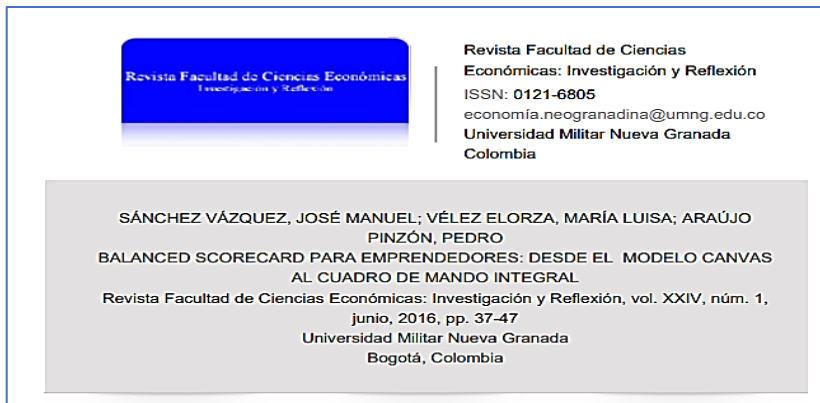 Revista Facultad de Ciencias Económicas
Investigación y Reflexión
Revista Facultad de Ciencias
Económicas: Investigación y Reflexión
ISSN: 0121-6805
economía.neogranadina@umng.edu.co
Universidad Militar Nueva Granada
Colombia
SÁNCHEZ VÁZQUEZ, JOSÉ MANUEL; VÉLEZ ELORZA, MARÍA LUISA; ARAÚJO
PINZÓN, PEDRO
BALANCED SCORECARD PARA EMPRENDEDORES: DESDE EL MODELO CANVAS
AL CUADRO DE MANDO INTEGRAL
Revista Facultad de Ciencias Económicas: Investigación y Reflexión, vol. XXIV, núm. 1,
junio, 2016, pp. 37-47
Universidad Militar Nueva Granada
Bogotá, Colombia